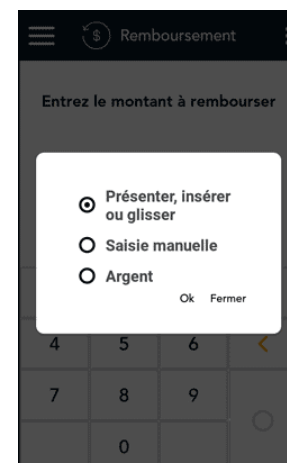 $ Remboursement
Entrez le montant à rembourser
Présenter, insérer
ou glisser
Saisie manuelle
Argent
Ok Fermer
4 5 6
7 8 9
0